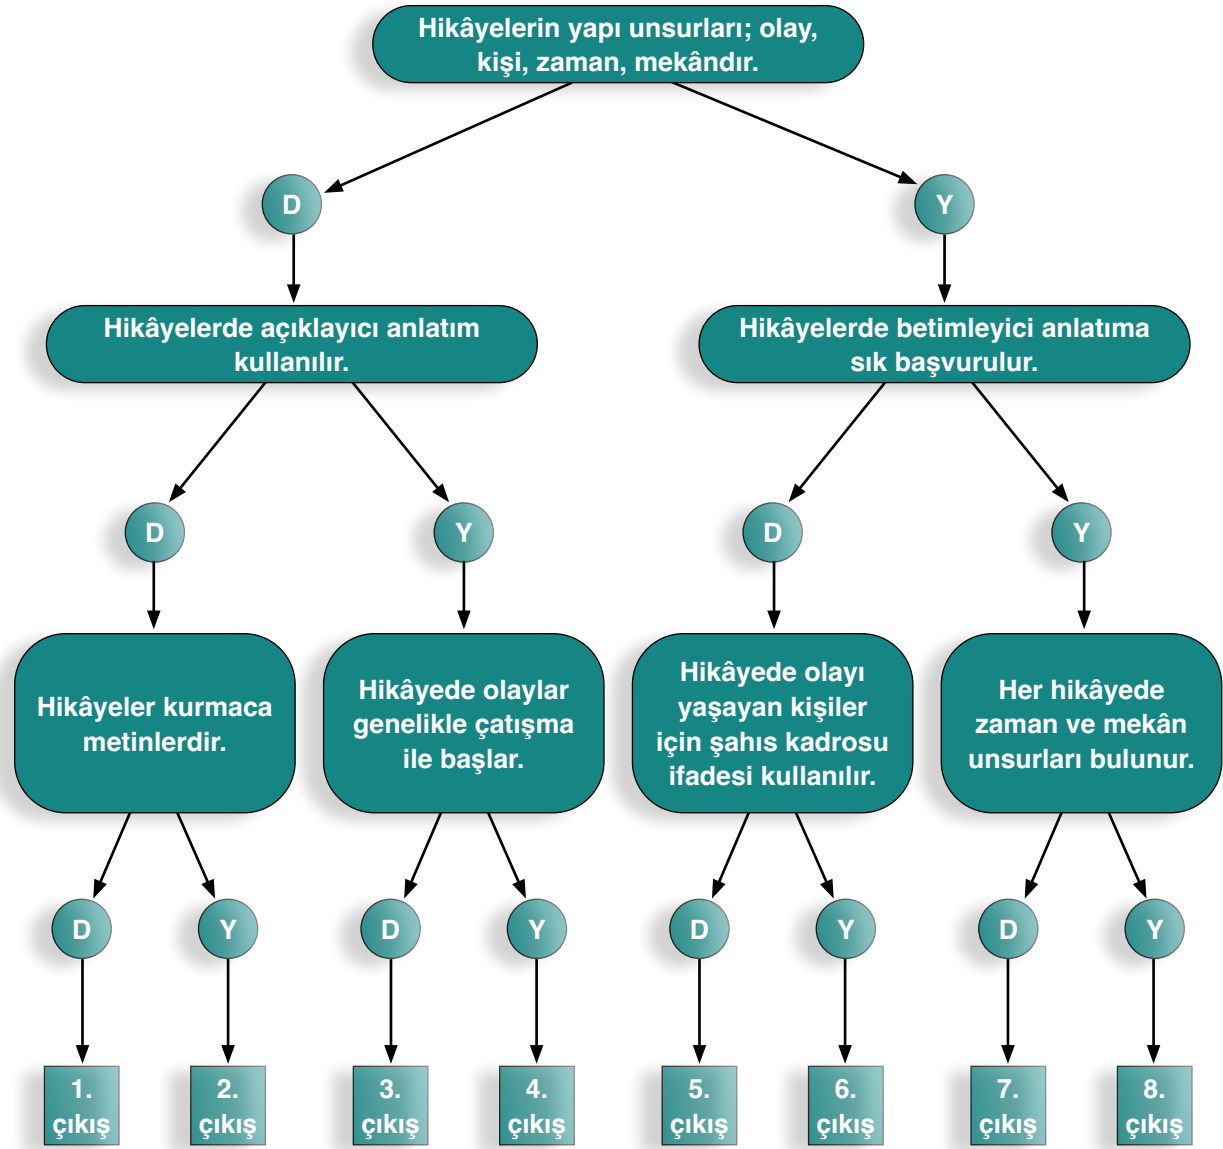 Hikâyelerin yapı unsurları; olay,
kişi, zaman, mekândır.
D
Y
Hikâyelerde açıklayıcı anlatım
kullanılır.
Hikâyelerde betimleyici anlatıma
sık başvurulur.
D
Y
D
Y
Hikâyeler kurmaca
metinlerdir.
Hikâyede olaylar
genelikle çatışma
ile başlar.
Hikâyede olayı
yaşayan kişiler
için şahıs kadrosu
ifadesi kullanılır.
Her hikâyede
zaman ve mekân
unsurları bulunur.
D
Y
D
Y
D
Y
D
Y
1.
çıkış
2.
çıkış
3.
çıkış
4.
çıkış
5.
çıkış
6.
çıkış
7.
çıkış
8.
çıkış